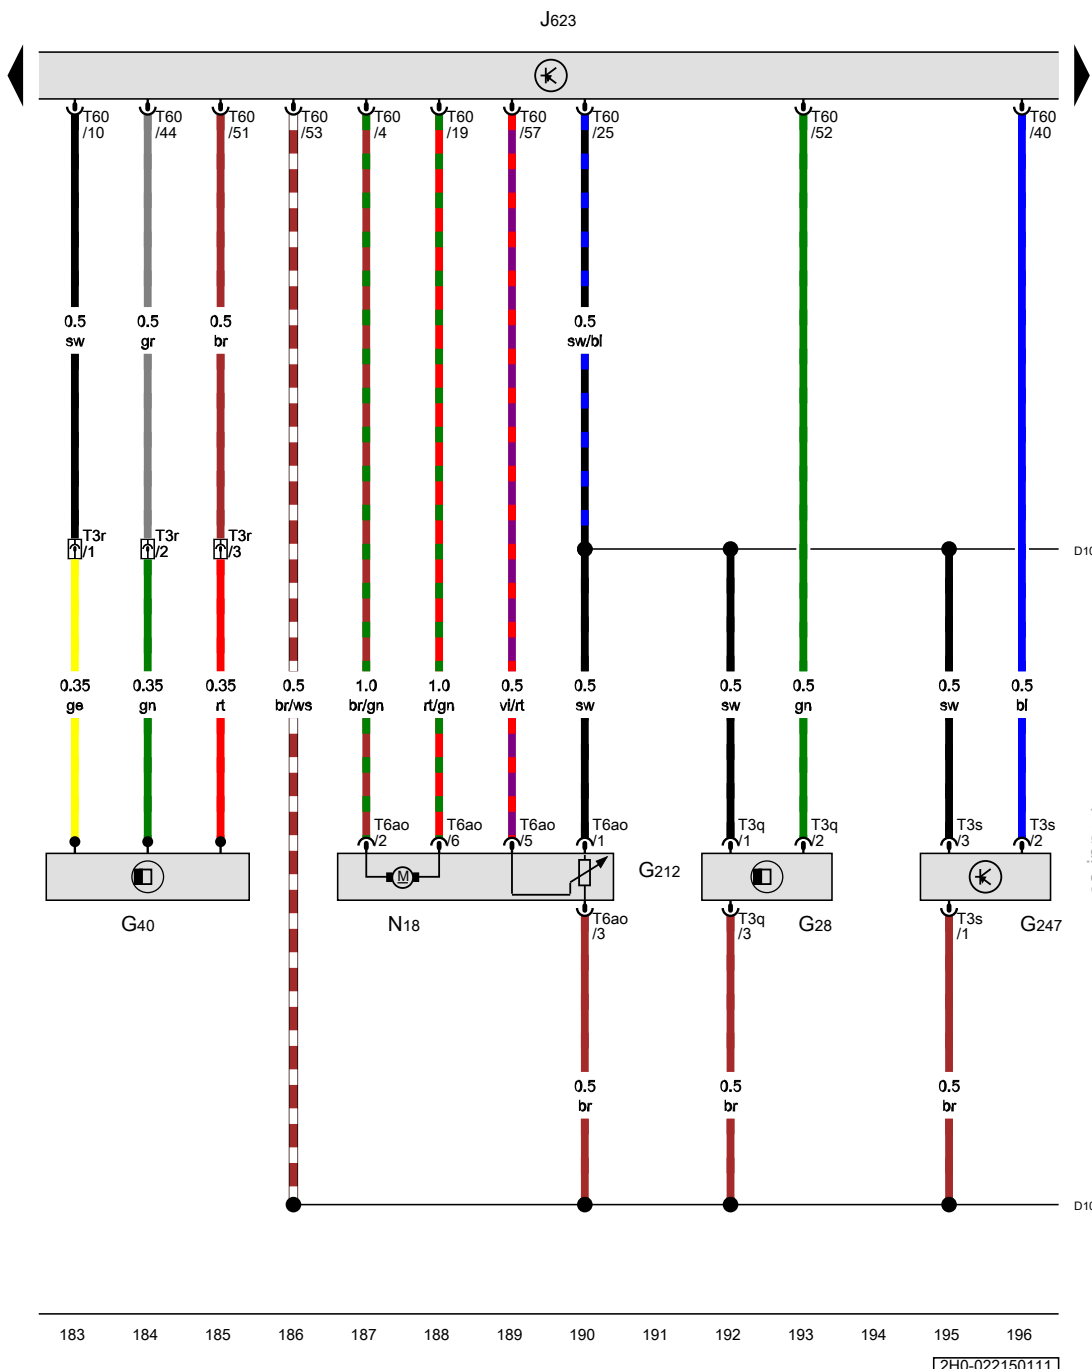 J623
T60 T60 T60 T60 T60 T60 T60 T60 T60 T60
/10 /44 /51 /53 /4 /19 /57 /25 /52 /40
0.5 0.5 0.5 0.5
sw gr br sw/bl
T3r T3r T3r
/1 /2 /3
D10
D10
0.35 0.35 0.35 0.5 1.0 1.0 0.5 0.5 0.5 0.5 0.5 0.5
ge gn rt br/ws br/gn rt/gn vi/rt sw sw gn sw bl
T6ao T6ao T6ao T6ao T3q T3q T3s T3s
/2 /6 /5 /1 /1 /2 /3 /2
M
G212
G40 N18 T6ao T3q G28 T3s G247
/3 /3 /1
0.5 0.5 0.5
br br br
183 184 185 186 187 188 189 190 191 192 193 194 195 196
2H0-022150111